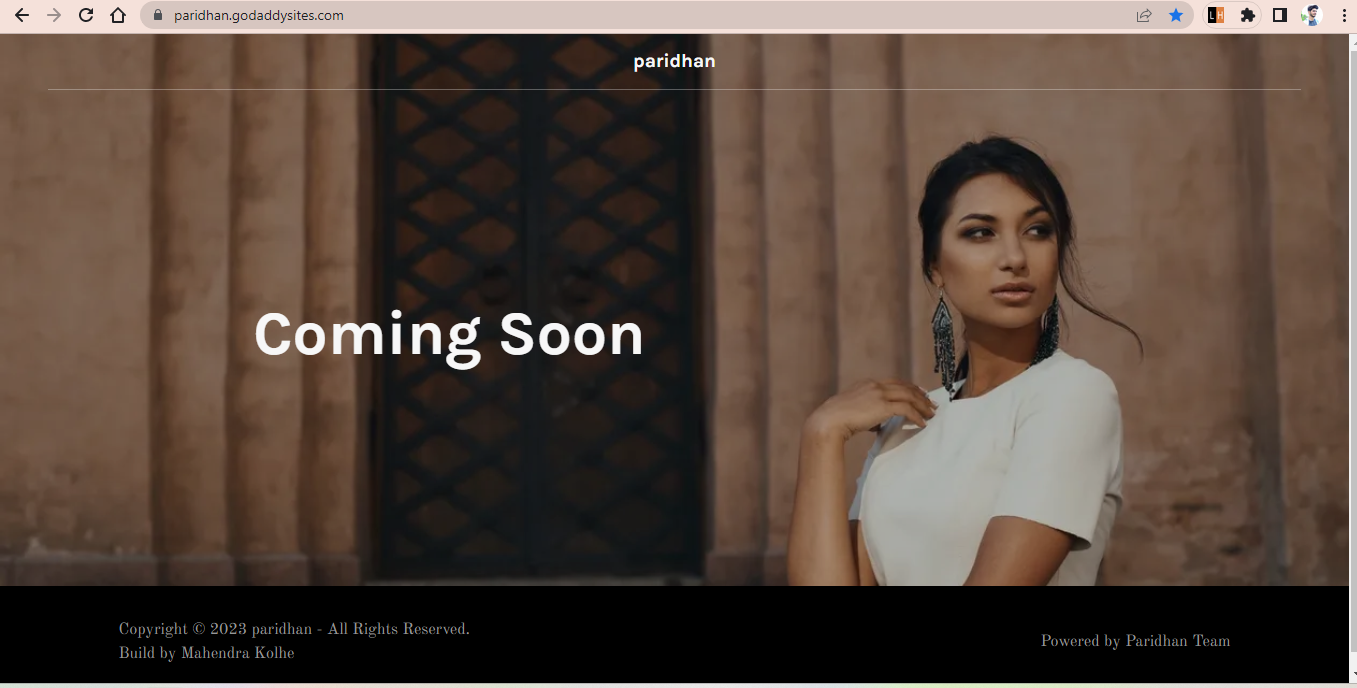 paridhan.godaddysites.com
L H
paridhan
Coming Soon
Copyright © 2023 paridhan - All Rights Reserved.
Build by Mahendra Kolhe
Powered by Paridhan Team